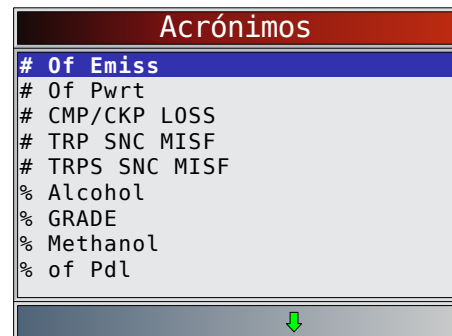 Acrónimos
# Of Emiss
# Of Pwrt
# CMP/CKP LOSS
# TRP SNC MISF
# TRPS SNC MISF
% Alcohol
% GRADE
% Methanol
% of Pdl